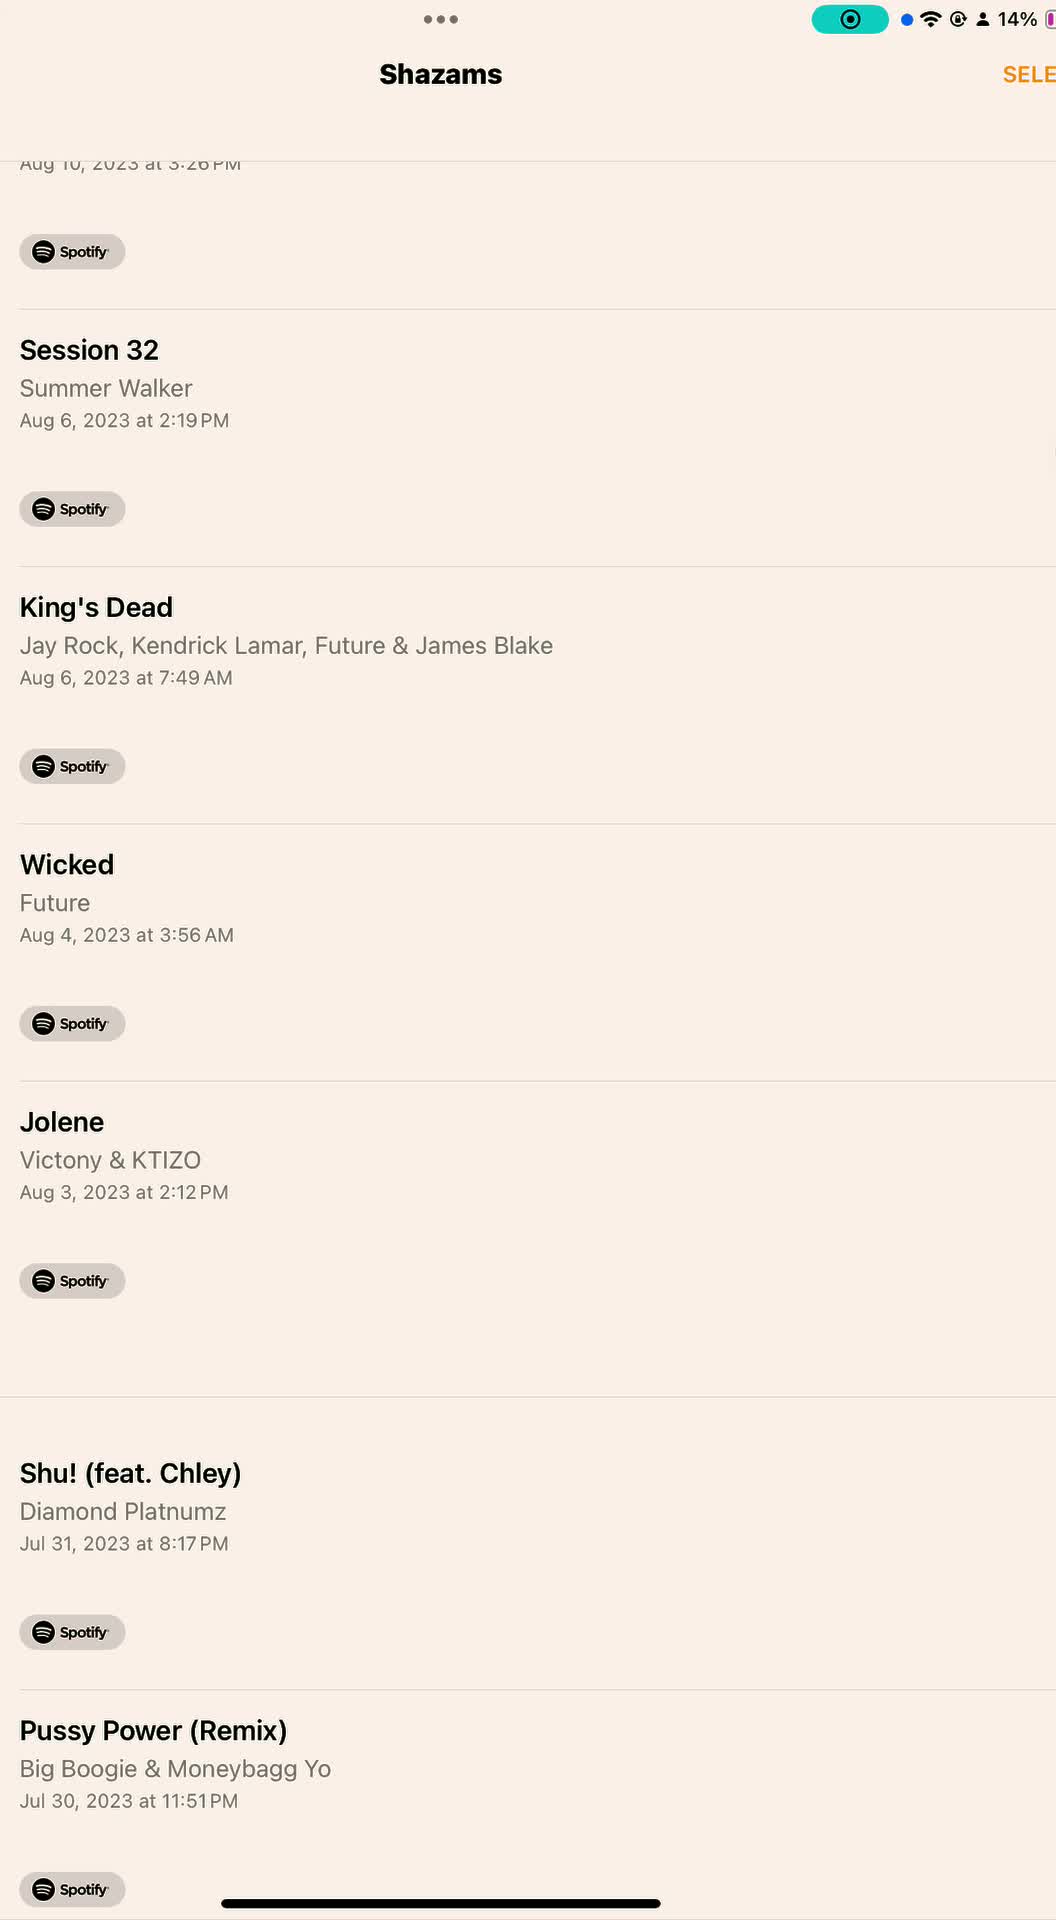 14%
Shazams
SELE
Aug 10, 2023 at 3:26 PM
Spotify
Session 32
Summer Walker
Aug 6, 2023 at 2:19 PM
Spotify
King's Dead
Jay Rock, Kendrick Lamar, Future & James Blake
Aug 6, 2023 at 7:49 AM
Spotify
Wicked
Future
Aug 4, 2023 at 3:56 AM
Spotify
Jolene
Victony & KTIZO
Aug 3, 2023 at 2:12 PM
Spotify
Shu! (feat. Chley)
Diamond Platnumz
Jul 31, 2023 at 8:17 PM
Spotify
Pussy Power (Remix)
Big Boogie & Moneybagg Yo
Jul 30, 2023 at 11:51 PM
Spotify